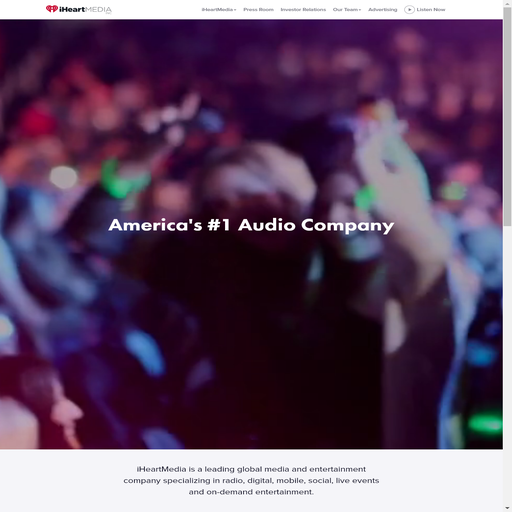 iHeartMEDIA
iHeartMedia Press Room Investor Relations Our Team Advertising Listen Now
America's #1 Audio Company
iHeartMedia is a leading global media and entertainment
company specializing in radio, digital, mobile, social, live events
and on-demand entertainment.